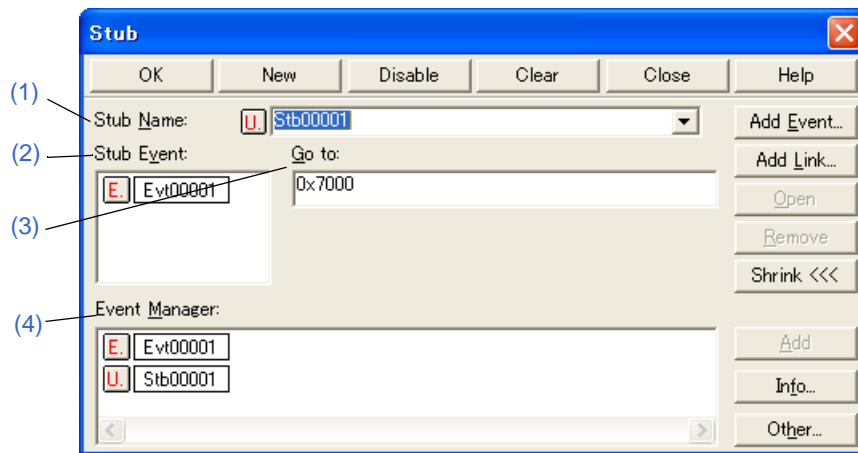 Stub
OK New Disable Clear Close Help
(1) Stub Name: U. Stb00001 Add Event...
(2) Stub Event: Go to: Add Link...
E. Evt00001 0x7000 Open
(3) Remove
Shrink <<<
(4) Event Manager:
E. Evt00001 Add
U. Stb00001 Info...
Other...